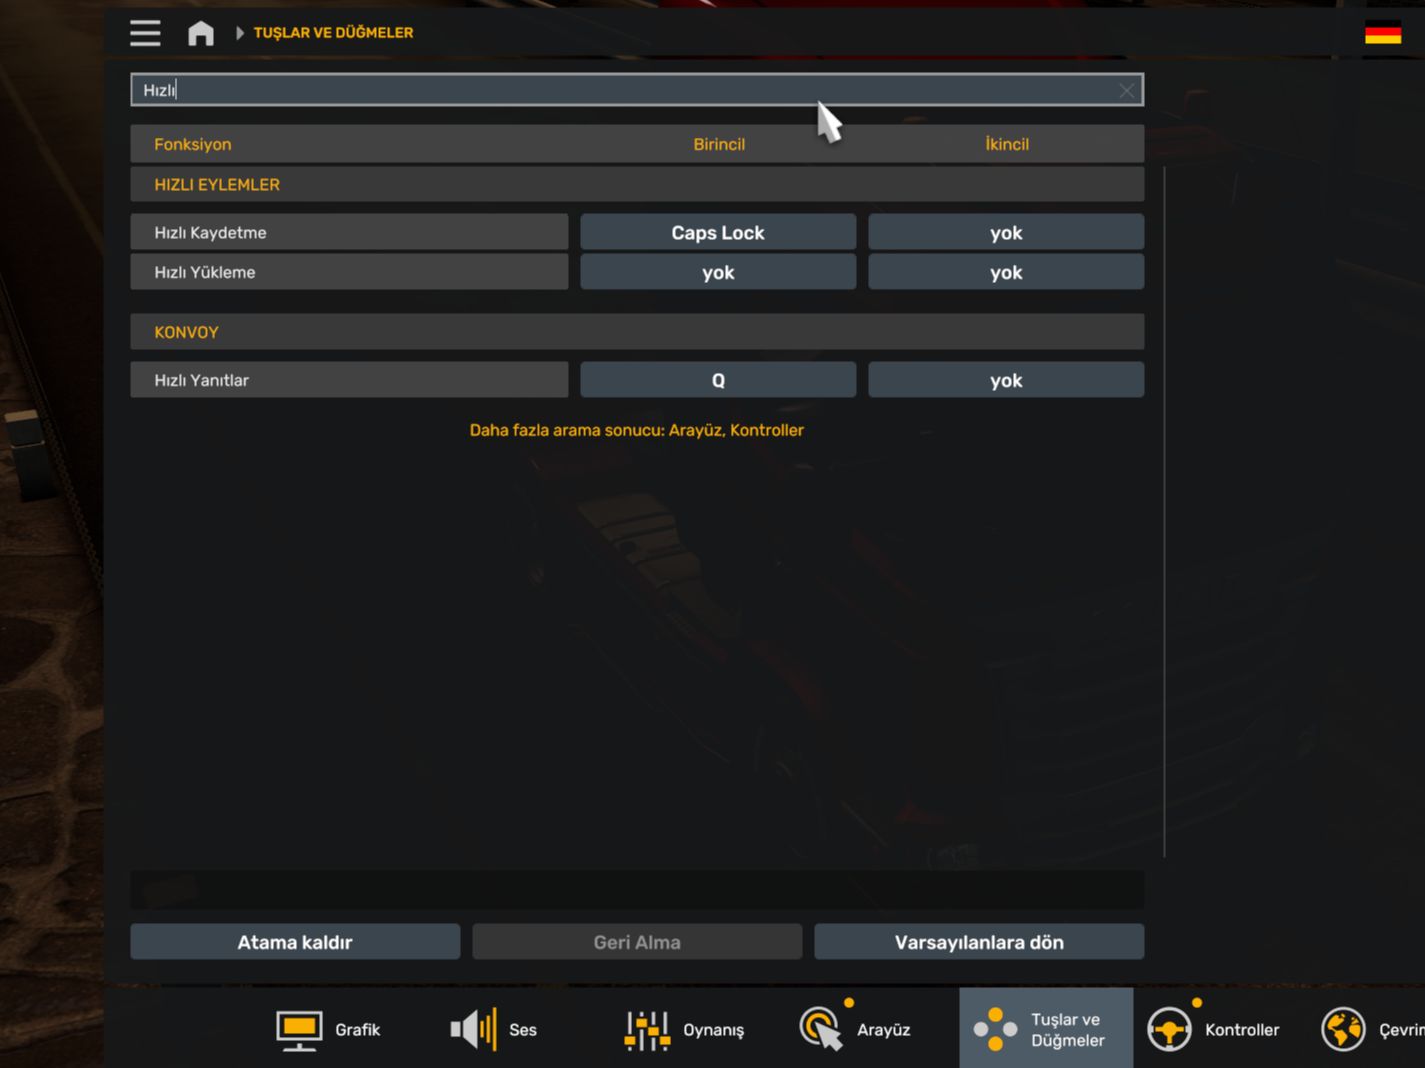 TUŞLAR VE DÜĞMELER
Hızlı
Fonksiyon Birincil İkincil
HIZLI EYLEMLER
Hızlı Kaydetme Caps Lock yok
Hızlı Yükleme yok yok
KONVOY
Hızlı Yanıtlar Q yok
Daha fazla arama sonucu: Arayüz, Kontroller
Atama kaldır Geri Alma Varsayılanlara dön
Grafik Ses Oynanış Arayüz Tuşlar ve Düğmeler Kontroller Çevrim